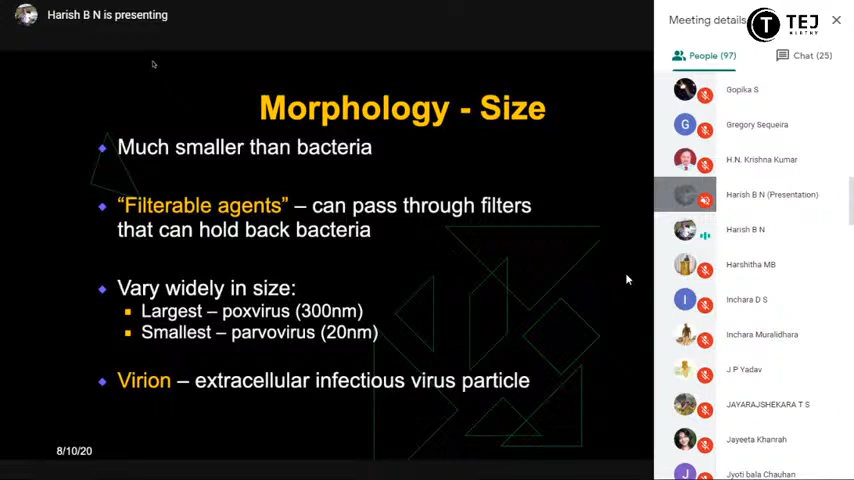 Harish B N is presenting
Meeting details
TEJ
People (97)
Chat (25)
Morphology - Size
Much smaller than bacteria
“Filterable agents” – can pass through filters
that can hold back bacteria
Vary widely in size:
Largest – poxvirus (300nm)
Smallest – parvovirus (20nm)
Virion – extracellular infectious virus particle
8/10/20
Gopika S
G
Gregory Sequeira
H.N. Krishna Kumar
Harish B N (Presentation)
Harish B N
Harshitha MB
I
Inchara D S
Inchara Muralidhara
J P Yadav
JAYARAJSHEKARA T S
Jayeeta Khanrah
J
Jyoti bala Chauhan